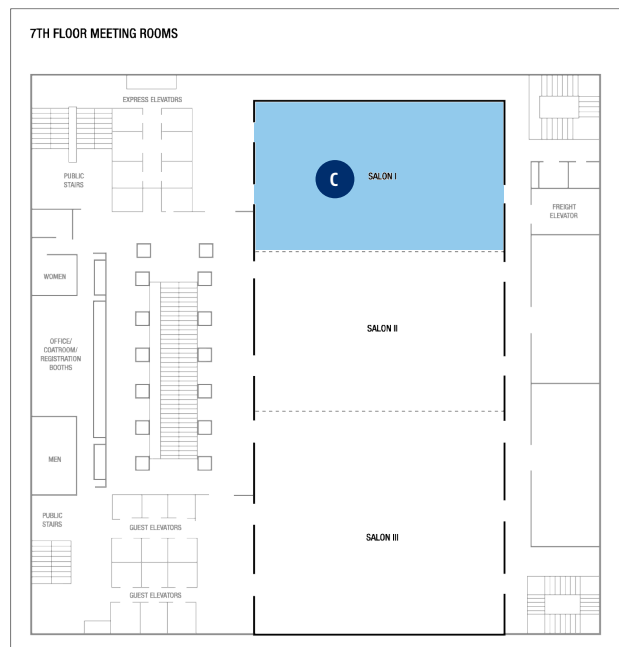 7TH FLOOR MEETING ROOMS
EXPRESS ELEVATORS
PUBLIC
STAIRS
C
SALON I
FREIGHT
ELEVATOR
WOMEN
OFFICE/
COATROOM/
REGISTRATION
BOOTHS
SALON II
MEN
PUBLIC
STAIRS
GUEST ELEVATORS
SALON III
GUEST ELEVATORS